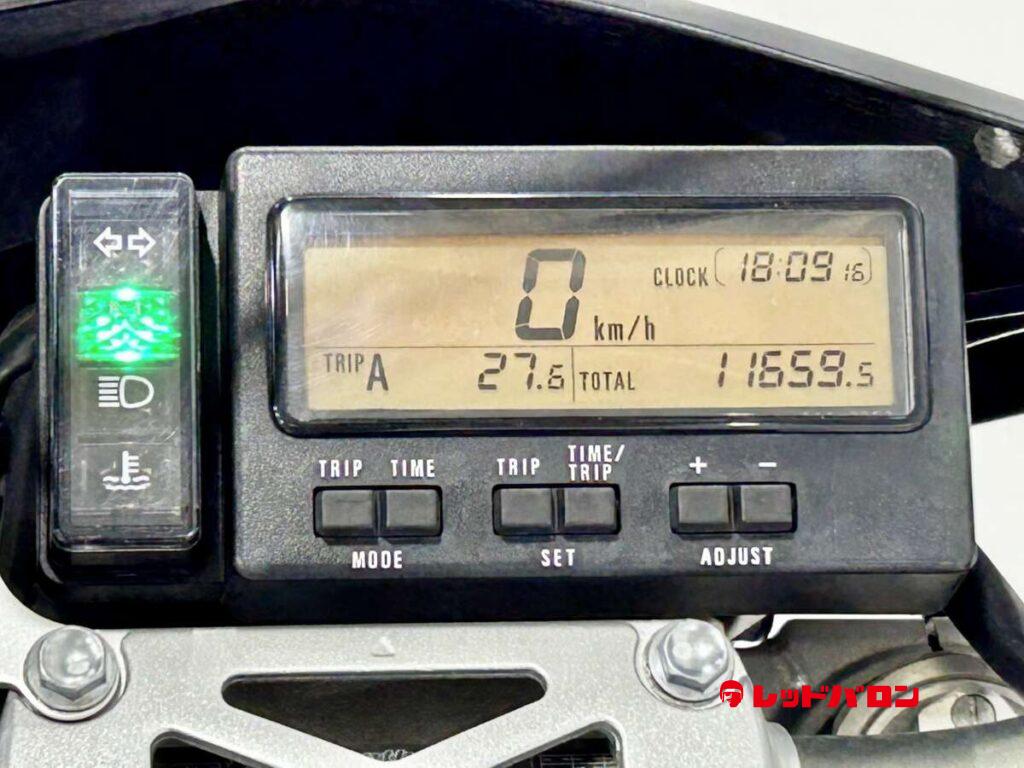 0 km/h
CLOCK 18:09 16
TRIP A 27.6
TOTAL 11659.5
TRIP TIME
MODE
TRIP TIME/TRIP
SET
+ −
ADJUST
レッドバロン